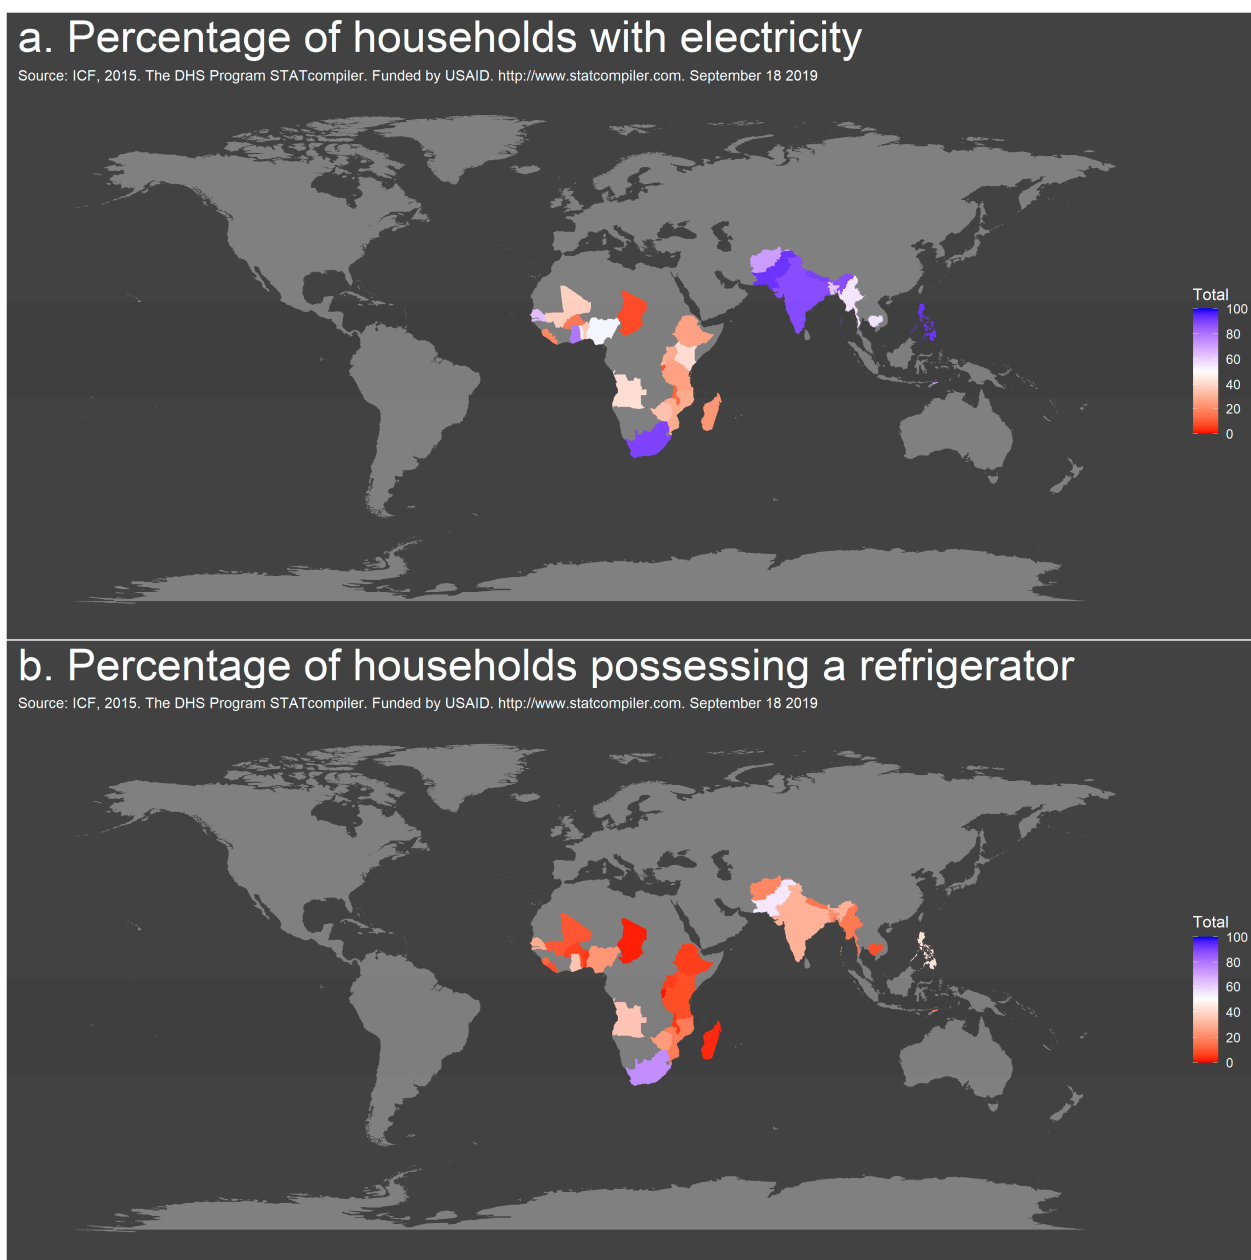 a. Percentage of households with electricity
Source: ICF, 2015. The DHS Program STATcompiler. Funded by USAID. http://www.statcompiler.com. September 18 2019
Total
100
80
60
40
20
0
b. Percentage of households possessing a refrigerator
Source: ICF, 2015. The DHS Program STATcompiler. Funded by USAID. http://www.statcompiler.com. September 18 2019
Total
100
80
60
40
20
0